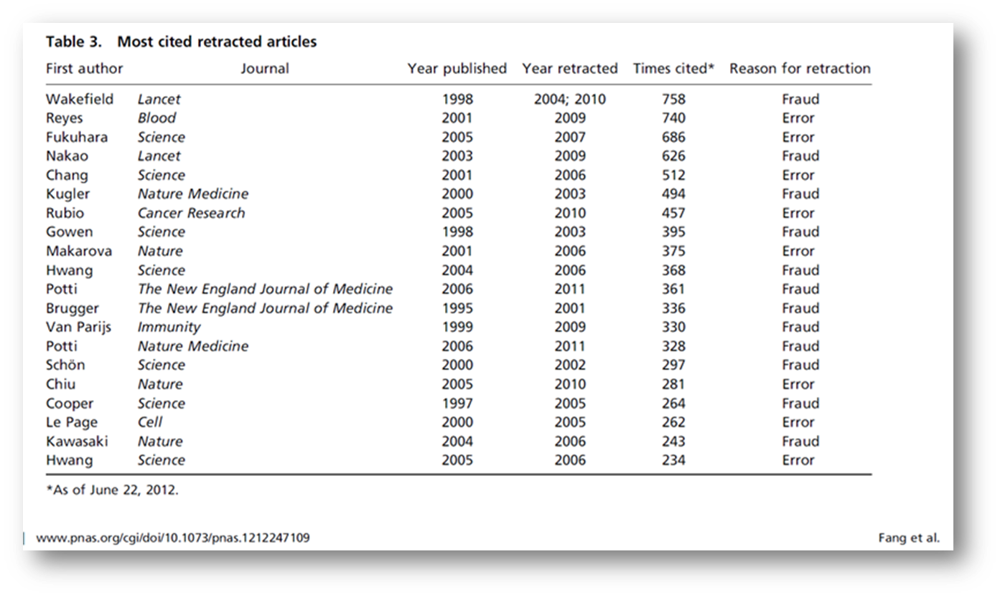 Table 3. Most cited retracted articles
First author Journal Year published Year retracted Times cited* Reason for retraction
Wakefield Lancet 1998 2004; 2010 758 Fraud
Reyes Blood 2001 2009 740 Error
Fukuhara Science 2005 2007 686 Error
Nakao Lancet 2003 2009 626 Fraud
Chang Science 2001 2006 512 Error
Kugler Nature Medicine 2000 2003 494 Fraud
Rubio Cancer Research 2005 2010 457 Error
Gowen Science 1998 2003 395 Fraud
Makarova Nature 2001 2006 375 Error
Hwang Science 2004 2006 368 Fraud
Potti The New England Journal of Medicine 2006 2011 361 Fraud
Brugger The New England Journal of Medicine 1995 2001 336 Fraud
Van Parijs Immunity 1999 2009 330 Fraud
Potti Nature Medicine 2006 2011 328 Fraud
Schön Science 2000 2002 297 Fraud
Chiu Nature 2005 2010 281 Error
Cooper Science 1997 2005 264 Fraud
Le Page Cell 2000 2005 262 Error
Kawasaki Nature 2004 2006 243 Fraud
Hwang Science 2005 2006 234 Error
*As of June 22, 2012.
www.pnas.org/cgi/doi/10.1073/pnas.1212247109 Fang et al.